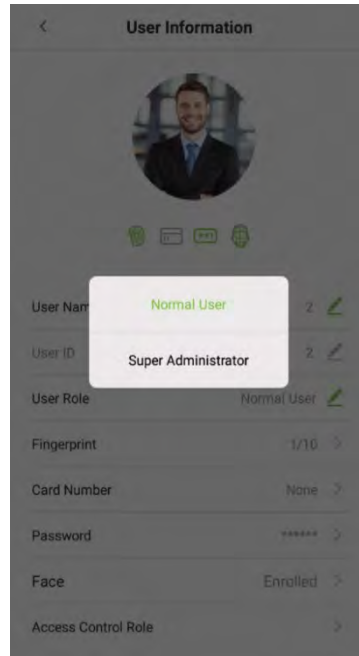 User Information
Normal User
User Nam 2
User ID 2
Super Administrator
User Role Normal User
Fingerprint 1/10
Card Number None
Password ******
Face Enrolled
Access Control Role